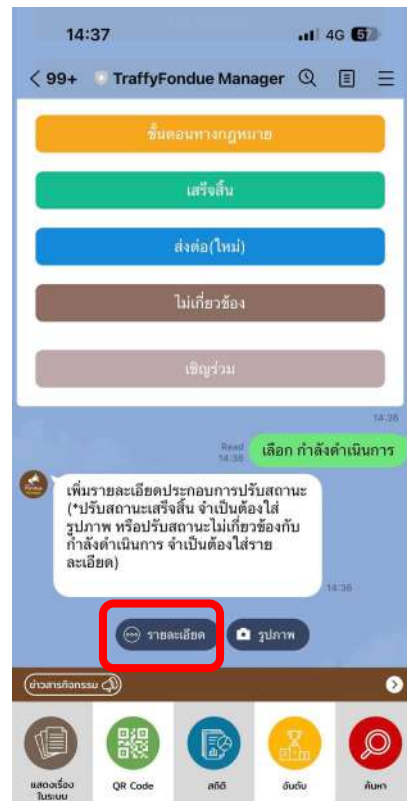 14:37
4G 57
99+ TraffyFondue Manager
ขั้นตอนทางกฎหมาย
เสร็จสิ้น
ส่งต่อ(ใหม่)
ไม่เกี่ยวข้อง
เชิญร่วม
14:36
Read
14:36
เลือก กำลังดำเนินการ
เพิ่มรายละเอียดประกอบการปรับสถานะ
(*ปรับสถานะเสร็จสิ้น จำเป็นต้องใส่
รูปภาพ หรือปรับสถานะไม่เกี่ยวข้องกับ
กำลังดำเนินการ จำเป็นต้องใส่ราย
ละเอียด)
14:36
รายละเอียด
รูปภาพ
ข่าวสารกิจกรรม
แสดงเรื่อง
ในระบบ
QR Code
สถิติ
อันดับ
ค้นหา